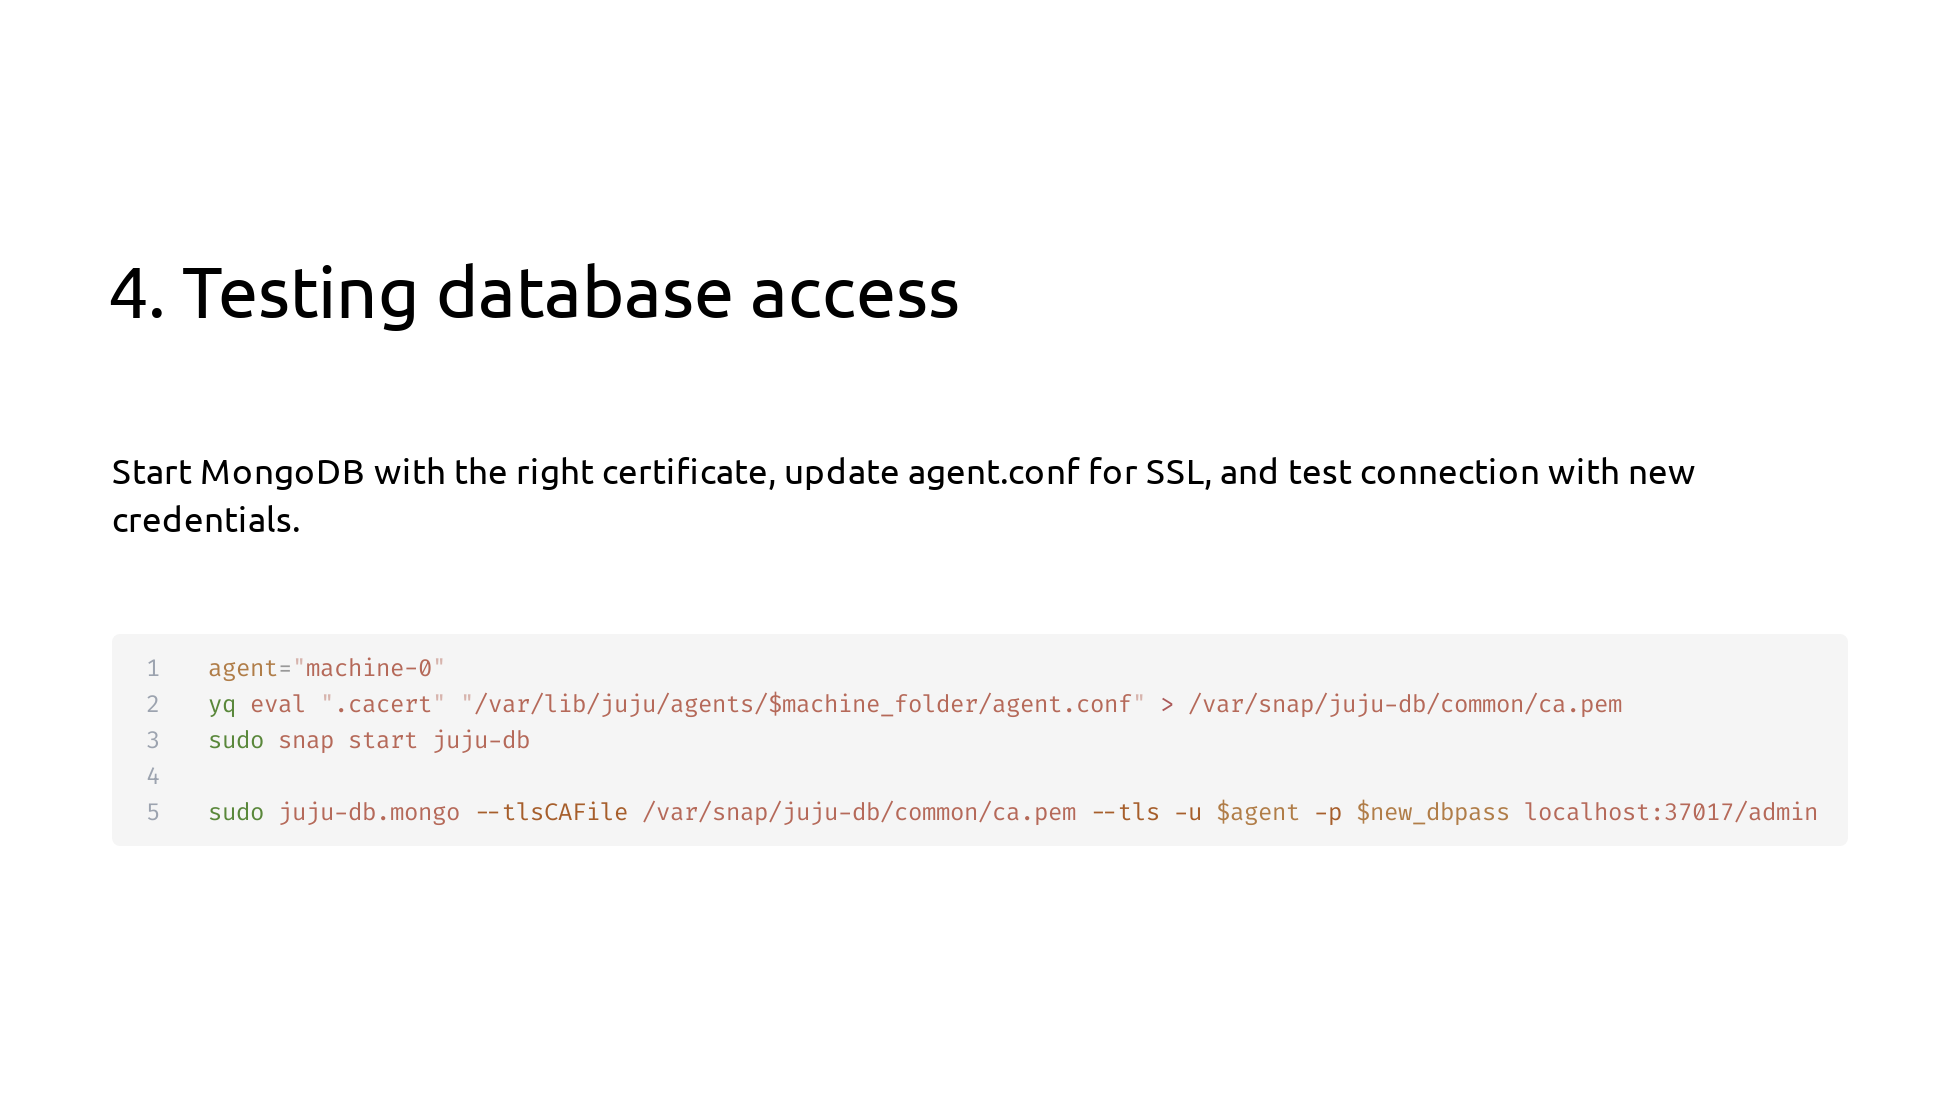 4. Testing database access
Start MongoDB with the right certificate, update agent.conf for SSL, and test connection with new
credentials.
1 agent="machine-0"
2 yq eval ".cacert" "/var/lib/juju/agents/$machine_folder/agent.conf" > /var/snap/juju-db/common/ca.pem
3 sudo snap start juju-db
4
5 sudo juju-db.mongo --tlsCAFile /var/snap/juju-db/common/ca.pem --tls -u $agent -p $new_dbpass localhost:37017/admin